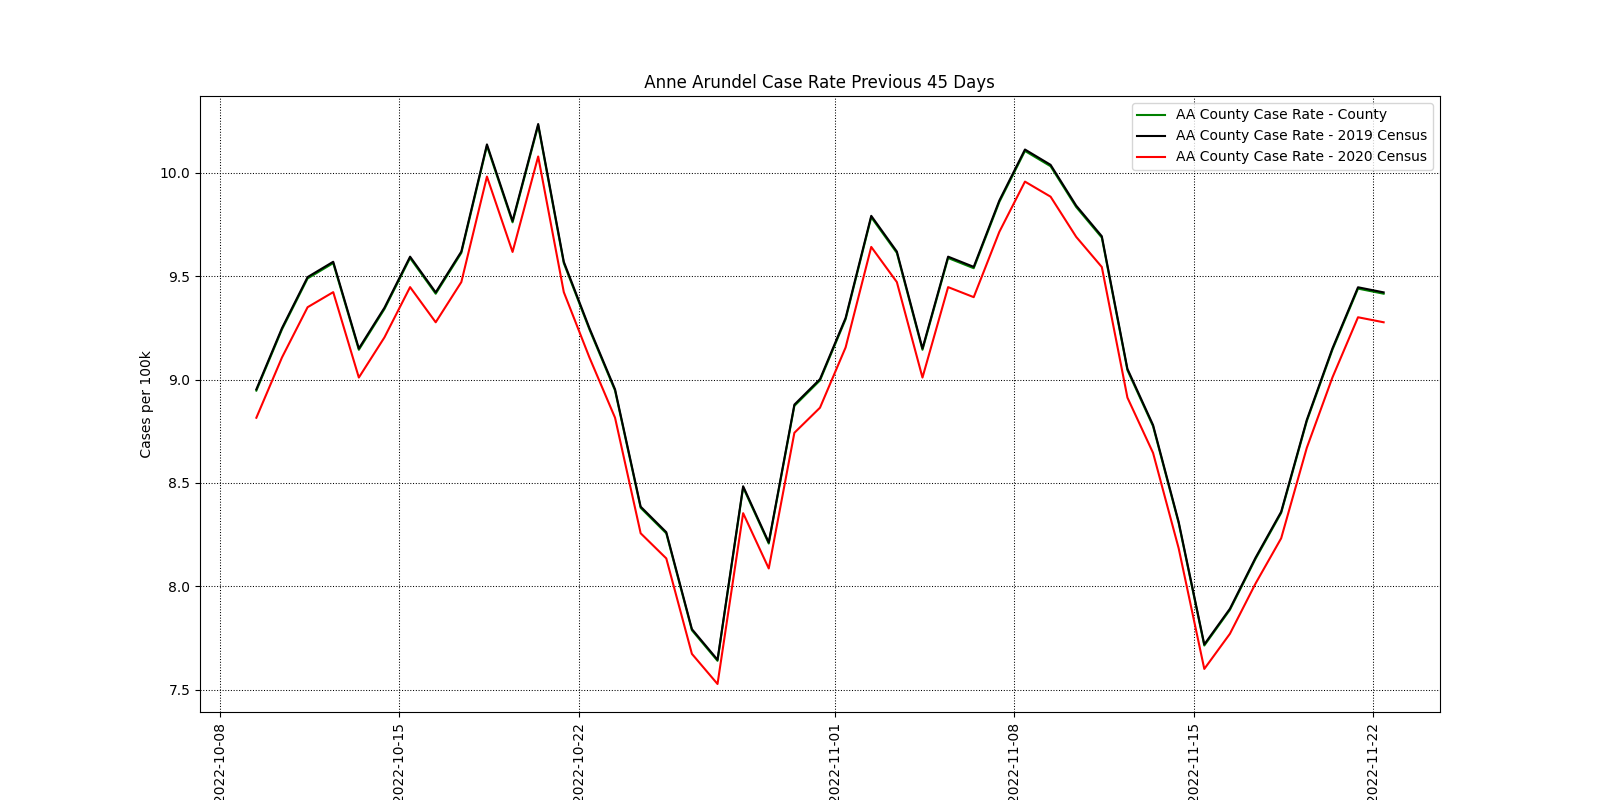 Anne Arundel Case Rate Previous 45 Days
AA County Case Rate - County
AA County Case Rate - 2019 Census
AA County Case Rate - 2020 Census
Cases per 100k
10.0
9.5
9.0
8.5
8.0
7.5
2022-10-08
2022-10-15
2022-10-22
2022-11-01
2022-11-08
2022-11-15
2022-11-22